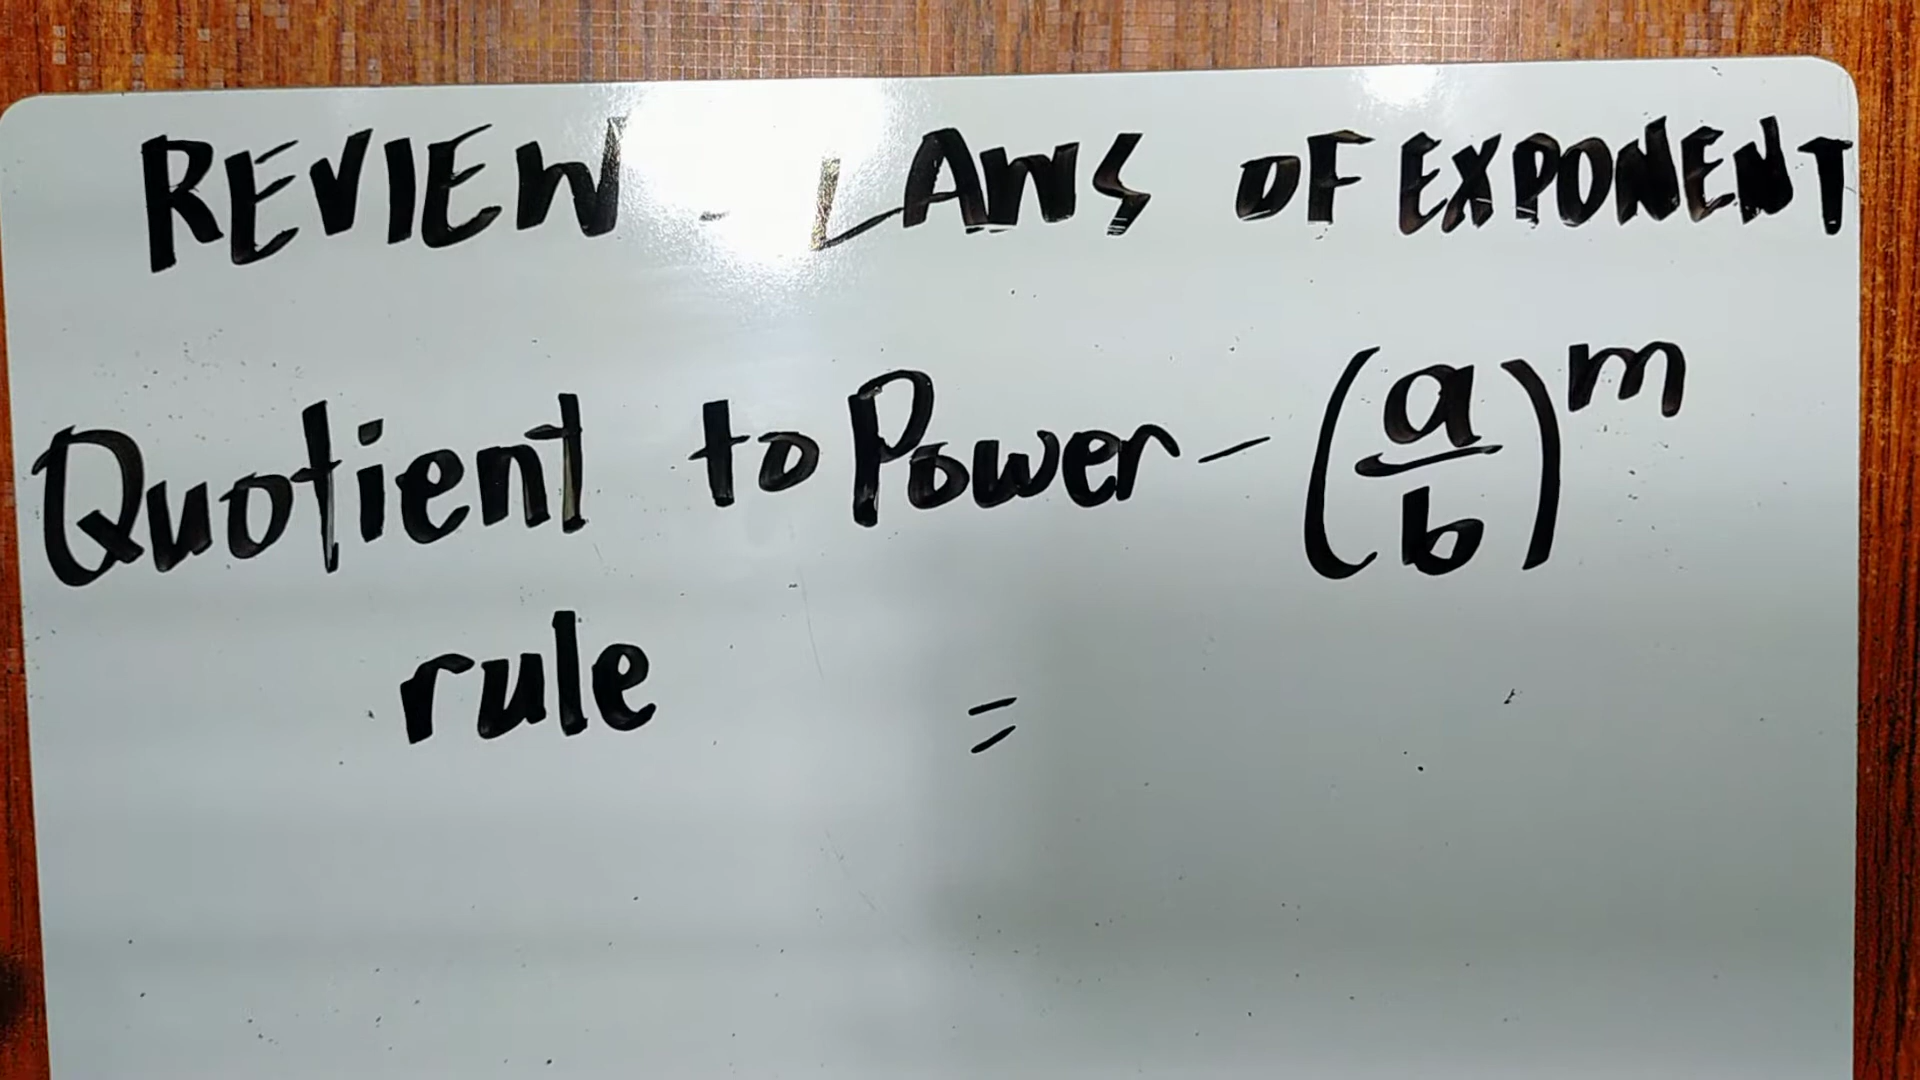 REVIEW - LAWS OF EXPONENT
Quotient to Power - (a/b)^m
rule =